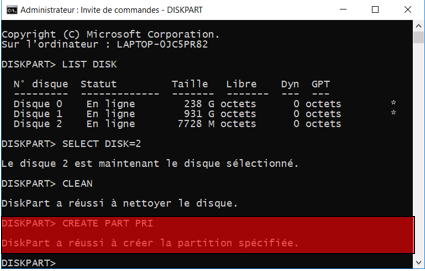 Administrateur : Invite de commandes - DISKPART
Copyright (C) Microsoft Corporation.
Sur l'ordinateur : LAPTOP-0JC5PR82
DISKPART> LIST DISK
N° disque  Statut         Taille   Libre    Dyn  GPT
---------  -------------  -------  -------  ---  ---
Disque 0    En ligne        238 G octets      0 octets        *
Disque 1    En ligne        931 G octets      0 octets        *
Disque 2    En ligne       7728 M octets      0 octets
DISKPART> SELECT DISK=2
Le disque 2 est maintenant le disque sélectionné.
DISKPART> CLEAN
DiskPart a réussi à nettoyer le disque.
DISKPART> CREATE PART PRI
DiskPart a réussi à créer la partition spécifiée.
DISKPART>